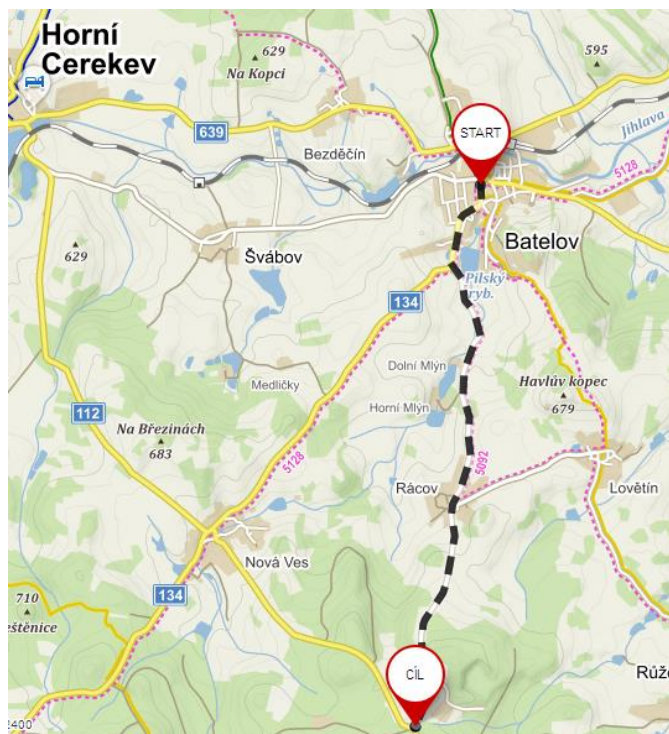 Horní
Cerekev
629
Na Kopci
595
START
639
Bezděčín
Jihlava
5128
629
Švábov
Batelov
134
Pilský
ryb.
Dolní Mlýn
Medličky
Havlův kopec
679
112
Na Březinách
683
Horní Mlýn
5128
5092
Rácov
Lovětín
Nová Ves
134
710
eštěnice
CÍL
Růže
2400